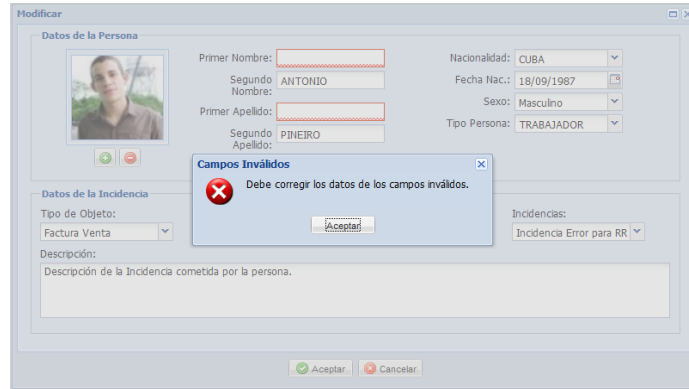 Modificar
Datos de la Persona
Primer Nombre:
Nacionalidad: CUBA
Segundo Nombre: ANTONIO
Fecha Nac.: 18/09/1987
Primer Apellido:
Sexo: Masculino
Segundo Apellido: PINEIRO
Tipo Persona: TRABAJADOR
Campos Inválidos
Debe corregir los datos de los campos inválidos.
Aceptar
Datos de la Incidencia
Tipo de Objeto:
Incidencias:
Factura Venta
Incidencia Error para RR
Descripción:
Descripción de la Incidencia cometida por la persona.
Aceptar
Cancelar